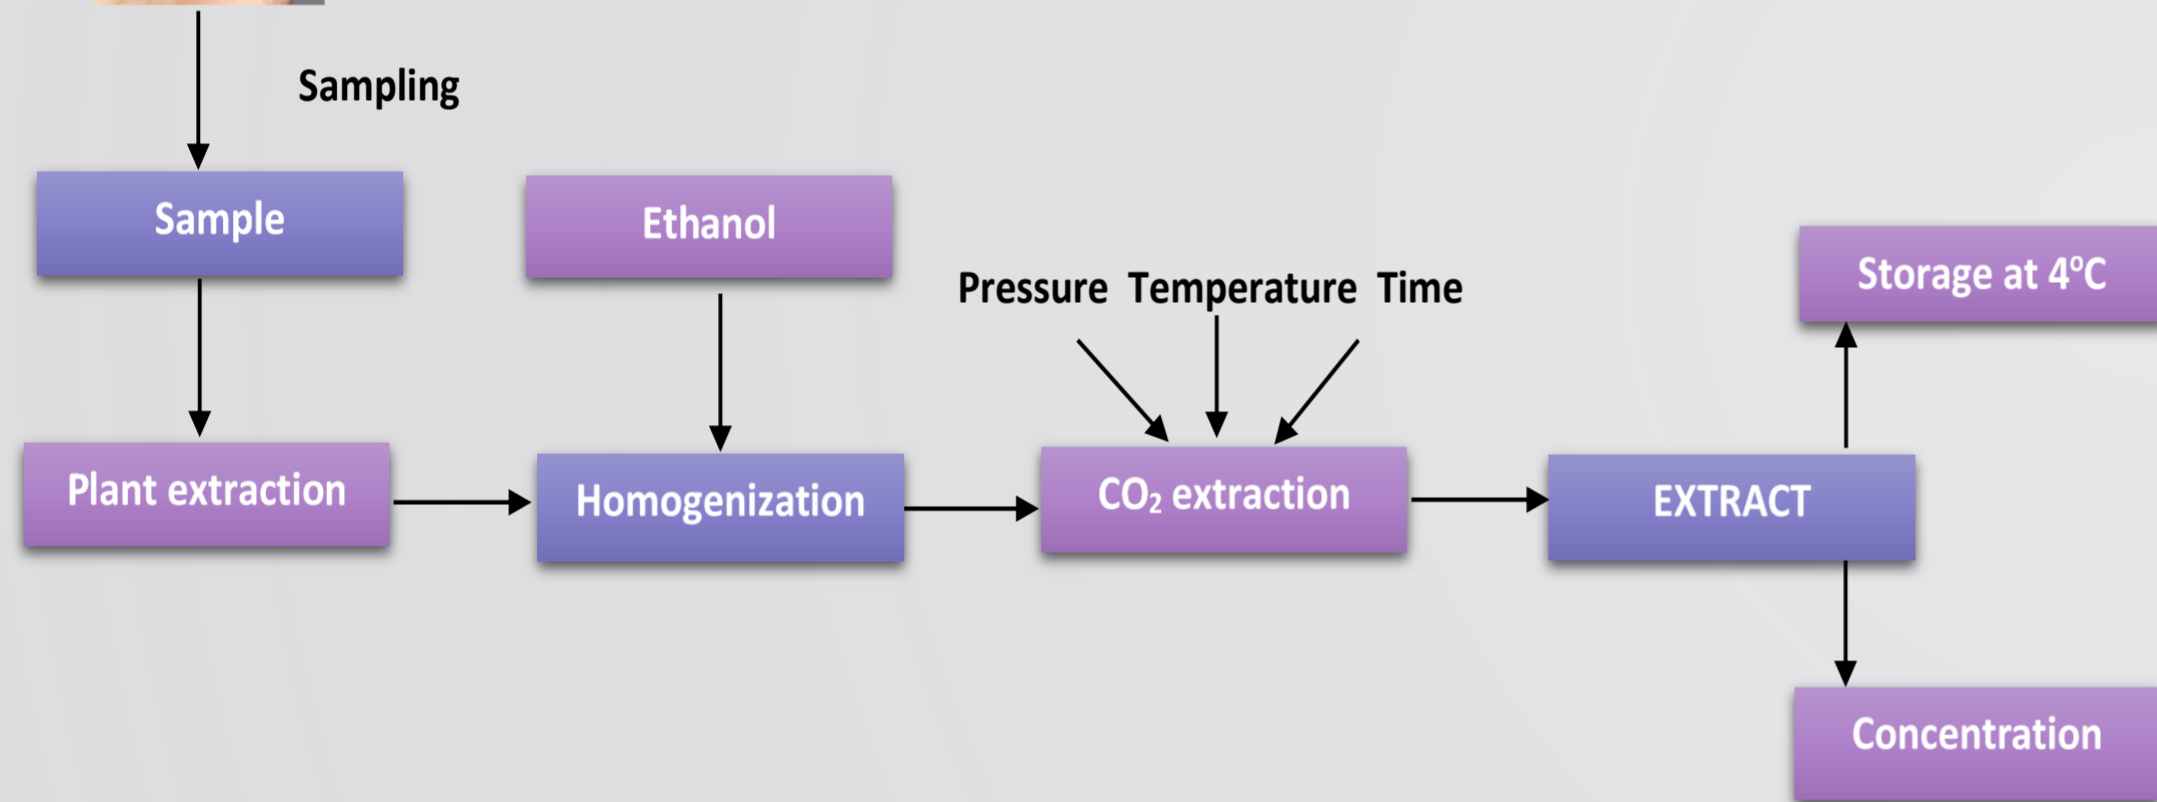 Sampling
Sample
Ethanol
Pressure Temperature Time
Storage at 4ºC
Plant extraction
Homogenization
CO₂ extraction
EXTRACT
Concentration